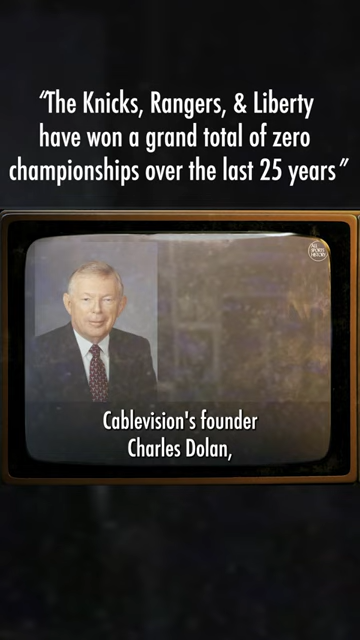 “The Knicks, Rangers, & Liberty
have won a grand total of zero
championships over the last 25 years”
Cablevision's founder
Charles Dolan,